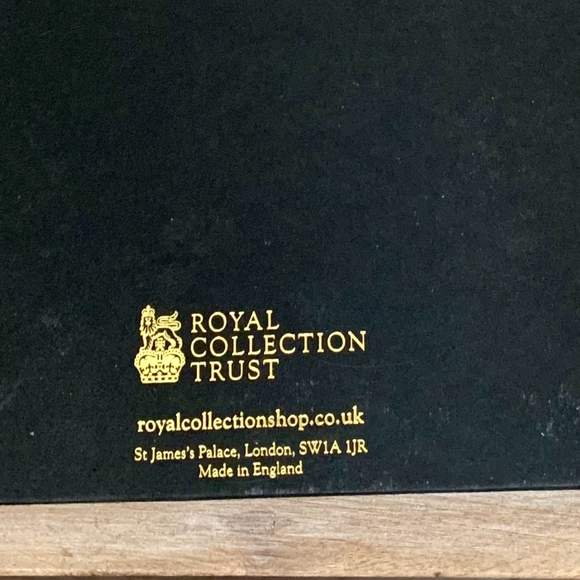 ROYAL
COLLECTION
TRUST
royalcollectionshop.co.uk
St James's Palace, London, SW1A 1JR
Made in England